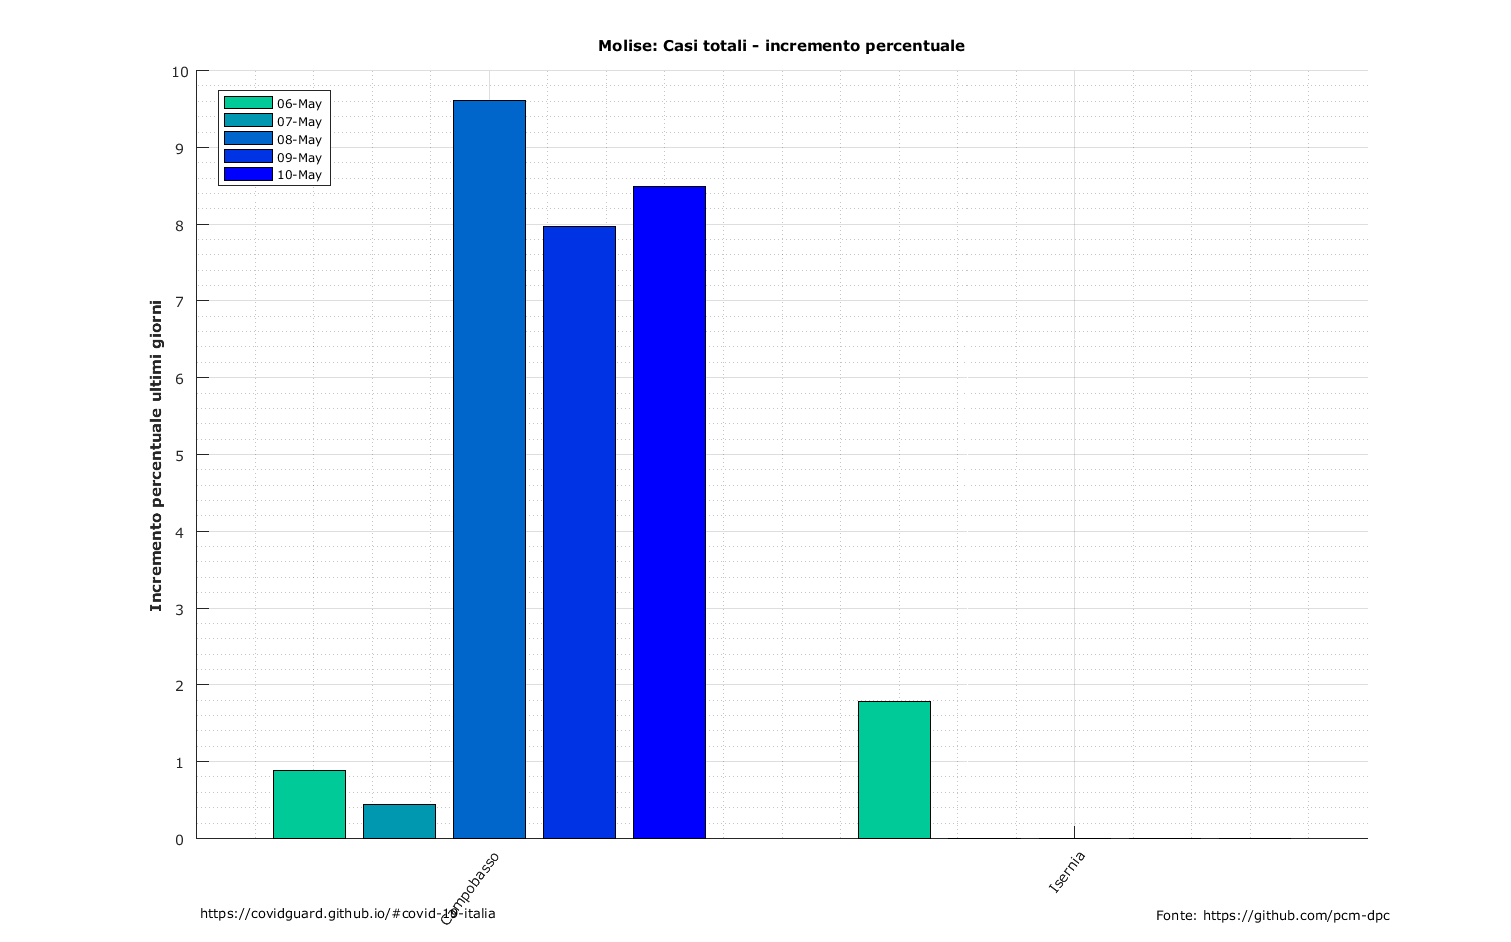 Molise: Casi totali - incremento percentuale
10
9
8
7
6
5
4
3
2
1
0
Incremento percentuale ultimi giorni
06-May
07-May
08-May
09-May
10-May
Campobasso
Isernia
https://covidguard.github.io/#covid-19-italia
Fonte: https://github.com/pcm-dpc